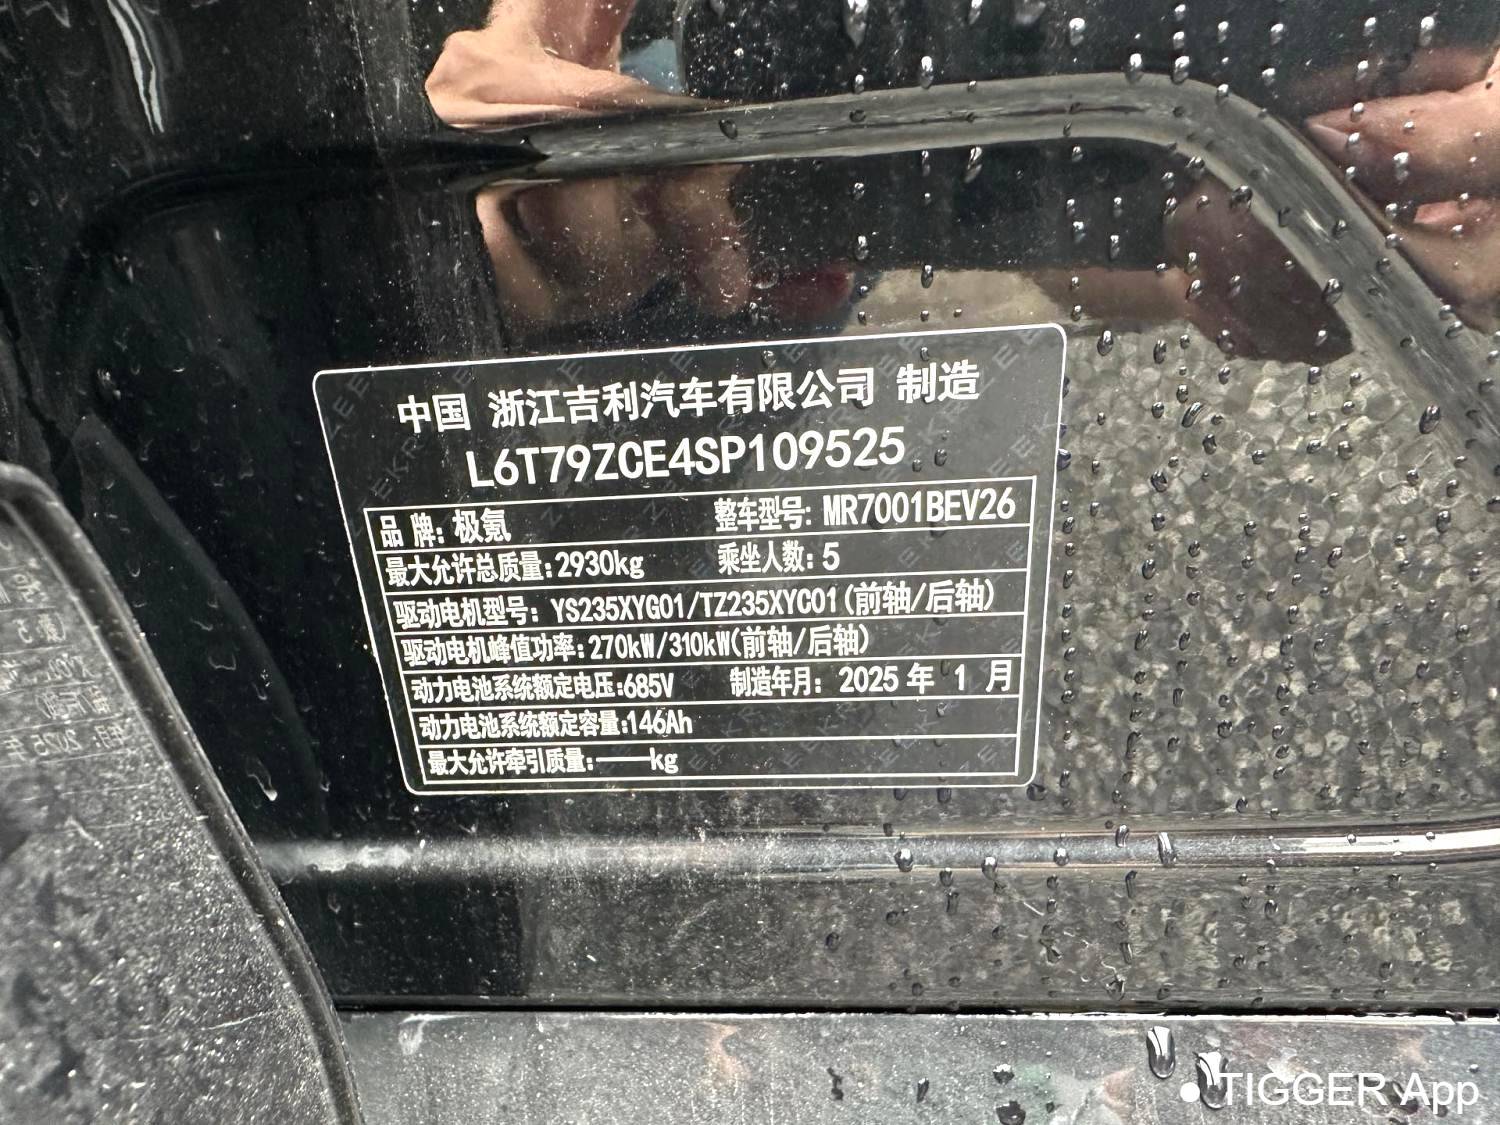 中国 浙江吉利汽车有限公司 制造
L6T79ZCE4SP109525
品 牌: 极氪 整车型号: MR7001BEV26
最大允许总质量:2930kg 乘坐人数: 5
驱动电机型号: YS235XYG01/TZ235XYC01(前轴/后轴)
驱动电机峰值功率:270kW/310kW(前轴/后轴)
动力电池系统额定电压:685V 制造年月: 2025 年 1 月
动力电池系统额定容量:146Ah
最大允许牵引质量:——kg
TIGGER App